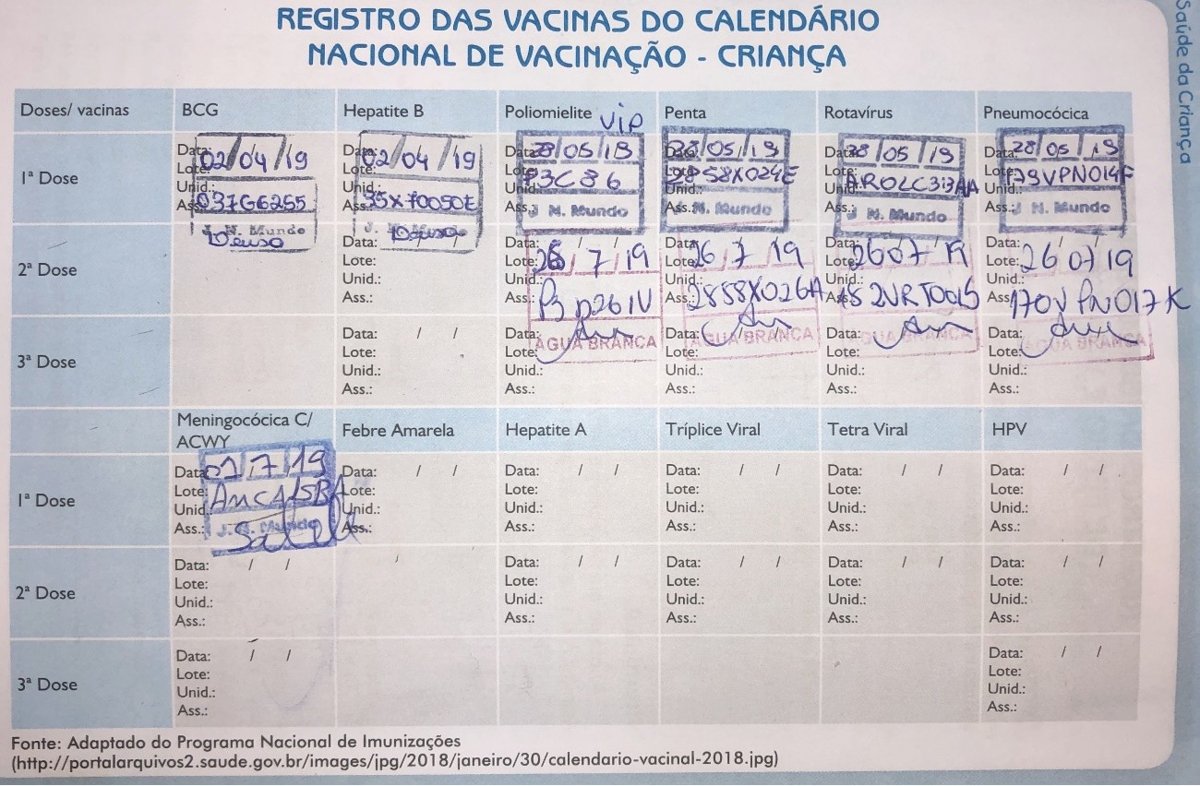 REGISTRO DAS VACINAS DO CALENDÁRIO
NACIONAL DE VACINAÇÃO - CRIANÇA
Saúde da Criança
Doses/ vacinas BCG Hepatite B Poliomielite VIP Penta Rotavírus Pneumocócica
1ª Dose
Data: 02/04/19 Data: 02/04/19 Data: 28/05/19 Data: 28/05/19 Data: 28/05/19 Data: 28/05/19
Lote: Lote: Lote: P3C86 Lote: 2858X024E Lote: AROLC313AA Lote: 179VPN014F
Unid.: Unid.: Unid.: Unid.: Unid.: Unid.:
Ass.: 037G6255 Ass.: 35X70050E Ass.: J N. Mundo Ass.: N. Mundo Ass.: J N. Mundo Ass.: J N. Mundo
J. N. Mundo J. N.
Deusa Deusa
2ª Dose
Data: / / Data: 26/7/19 Data: 26/7/19 Data: 26 07 19 Data: 26 07 19
Lote: Lote: Lote: Lote: Lote:
Unid.: Unid.: Unid.: Unid.: Unid.:
Ass.: Ass.: P3D261V Ass.: 2858X026A Ass.: 152VRT001S Ass.: 170VPN017K
3ª Dose
Data: / / Data: Data: Data: Data:
Lote: Lote: ÁGUA BRANCA Lote: ÁGUA BRANCA Lote: Lote: ÁGUA BRANCA
Unid.: Unid.: Unid.: Unid.: Unid.:
Ass.: Ass.: Ass.: Ass.: Ass.:
Meningocócica C/
ACWY Febre Amarela Hepatite A Tríplice Viral Tetra Viral HPV
1ª Dose
Data: 02/7/19 Data: / / Data: / / Data: / / Data: / / Data: / /
Lote: Lote: Lote: Lote: Lote: Lote:
Unid.: Unid.: Unid.: Unid.: Unid.: Unid.:
Ass.: J. N. Mundo Ass.: Ass.: Ass.: Ass.: Ass.:
2ª Dose
Data: / / Data: / / Data: / / Data: / / Data: / /
Lote: Lote: Lote: Lote: Lote:
Unid.: Unid.: Unid.: Unid.: Unid.:
Ass.: Ass.: Ass.: Ass.: Ass.:
3ª Dose
Data: / / Data: / /
Lote: Lote:
Unid.: Unid.:
Ass.: Ass.:
Fonte: Adaptado do Programa Nacional de Imunizações
(http://portalarquivos2.saude.gov.br/images/jpg/2018/janeiro/30/calendario-vacinal-2018.jpg)